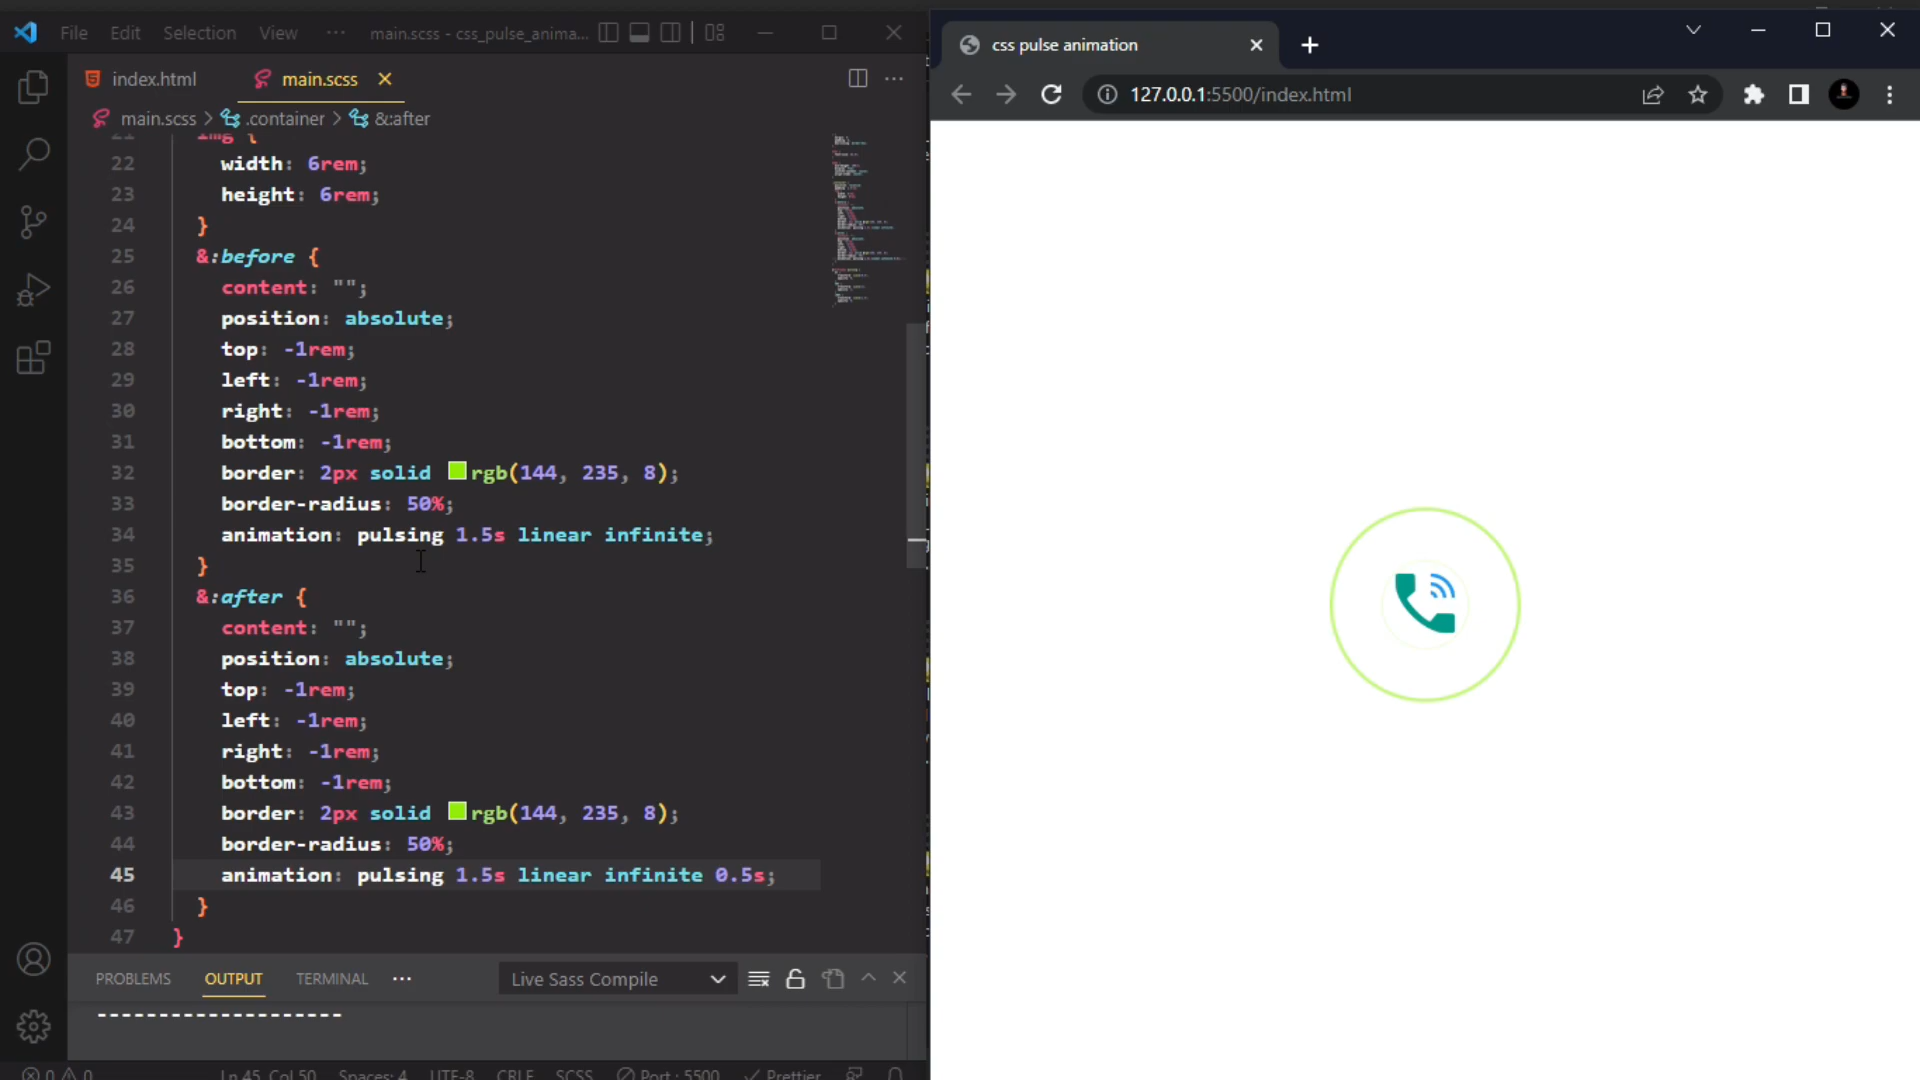 File Edit Selection View ··· main.scss - css_pulse_anima...
index.html main.scss
main.scss > .container > &:after
21 img {
22 width: 6rem;
23 height: 6rem;
24 }
25 &:before {
26 content: "";
27 position: absolute;
28 top: -1rem;
29 left: -1rem;
30 right: -1rem;
31 bottom: -1rem;
32 border: 2px solid rgb(144, 235, 8);
33 border-radius: 50%;
34 animation: pulsing 1.5s linear infinite;
35 }
36 &:after {
37 content: "";
38 position: absolute;
39 top: -1rem;
40 left: -1rem;
41 right: -1rem;
42 bottom: -1rem;
43 border: 2px solid rgb(144, 235, 8);
44 border-radius: 50%;
45 animation: pulsing 1.5s linear infinite 0.5s;
46 }
47 }
PROBLEMS OUTPUT TERMINAL ··· Live Sass Compile
--------------------
0 0 Ln 45, Col 50 Spaces: 4 UTF-8 CRLF SCSS Port : 5500 Prettier
css pulse animation
127.0.0.1:5500/index.html